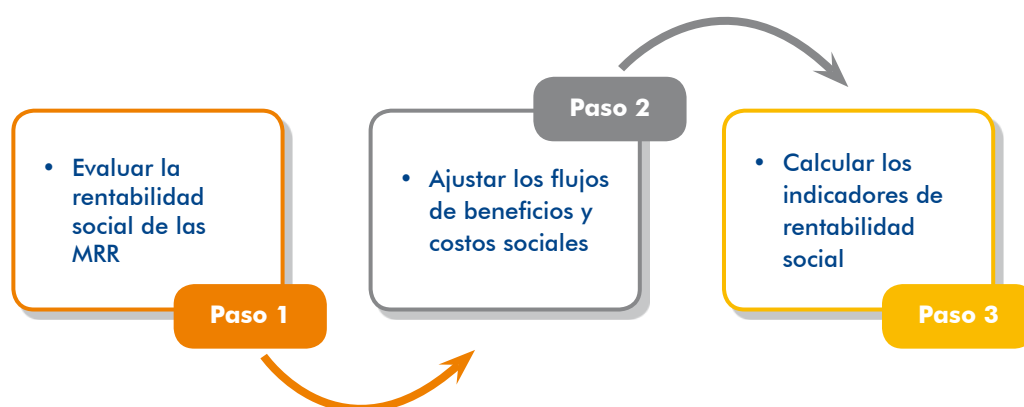 • Evaluar la
rentabilidad
social de las
MRR
Paso 1
Paso 2
• Ajustar los flujos
de beneficios y
costos sociales
• Calcular los
indicadores de
rentabilidad
social
Paso 3